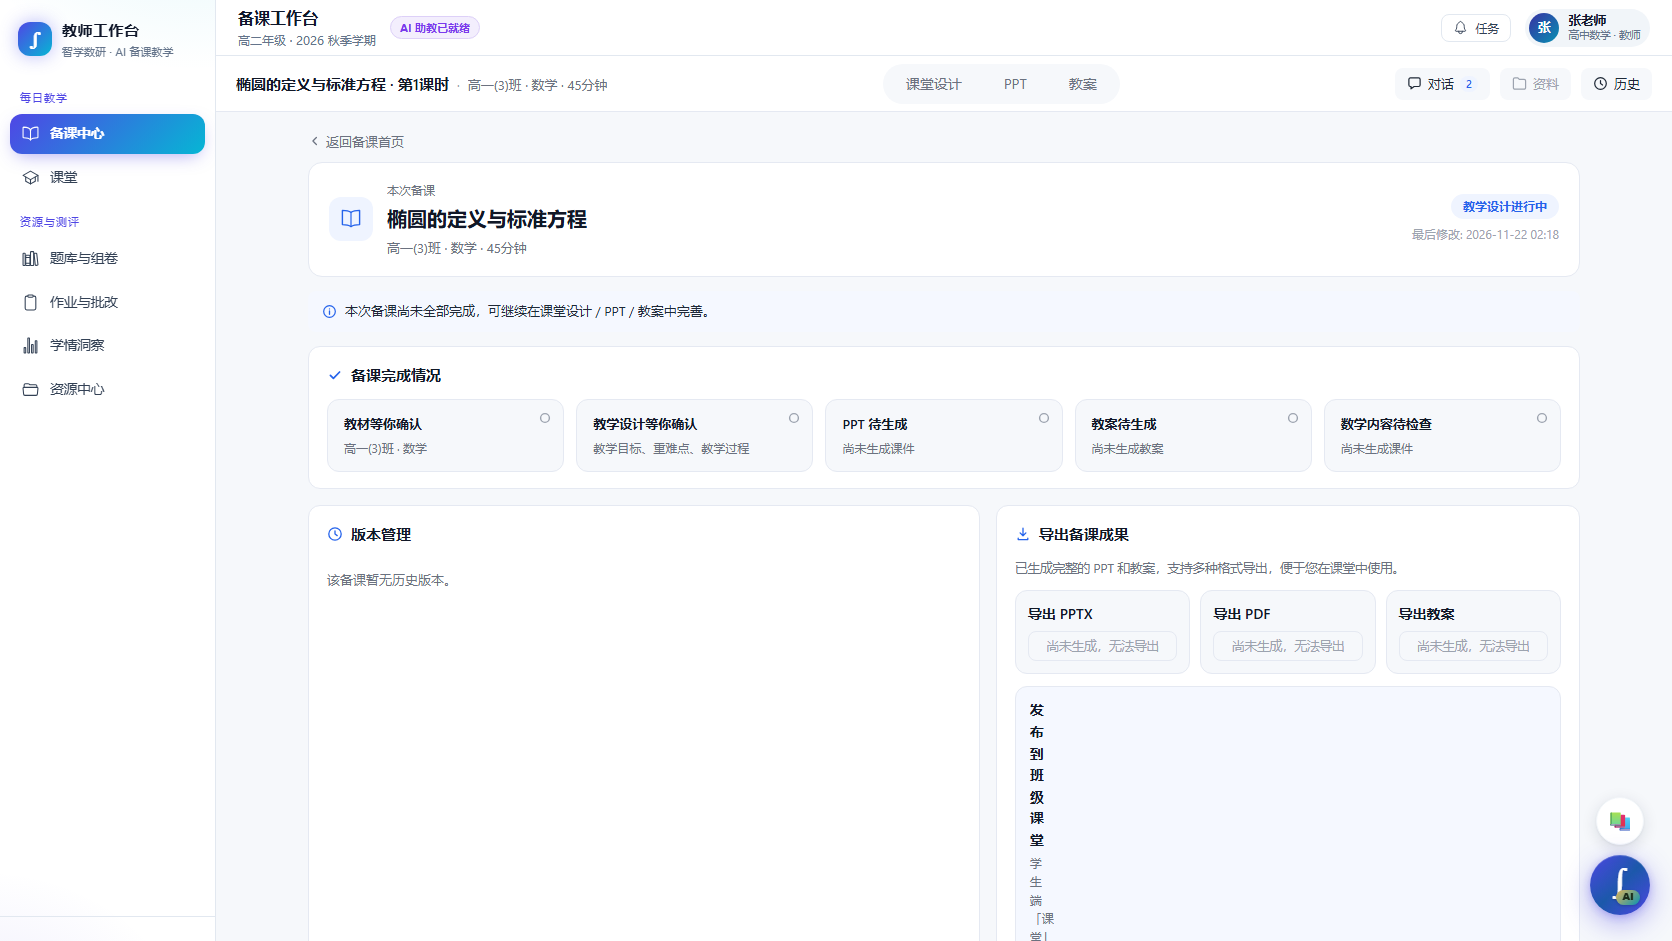 教师工作台
智学数研 · AI 备课教学
每日教学
备课中心
课堂
资源与测评
题库与组卷
作业与批改
学情洞察
资源中心
备课工作台
高二年级 · 2026 秋季学期
AI 助教已就绪
任务
张
张老师
高中数学 · 教师
椭圆的定义与标准方程 · 第1课时 · 高一(3)班 · 数学 · 45分钟
课堂设计
PPT
教案
对话 2
资料
历史
返回备课首页
本次备课
椭圆的定义与标准方程
高一(3)班 · 数学 · 45分钟
教学设计进行中
最后修改: 2026-11-22 02:18
本次备课尚未全部完成，可继续在课堂设计 / PPT / 教案中完善。
备课完成情况
教材等你确认
高一(3)班 · 数学
教学设计等你确认
教学目标、重难点、教学过程
PPT 待生成
尚未生成课件
教案待生成
尚未生成教案
数学内容待检查
尚未生成课件
版本管理
该备课暂无历史版本。
导出备课成果
已生成完整的 PPT 和教案，支持多种格式导出，便于您在课堂中使用。
导出 PPTX
尚未生成，无法导出
导出 PDF
尚未生成，无法导出
导出教案
尚未生成，无法导出
发
布
到
班
级
课
堂
学
生
端
「课
堂」
AI